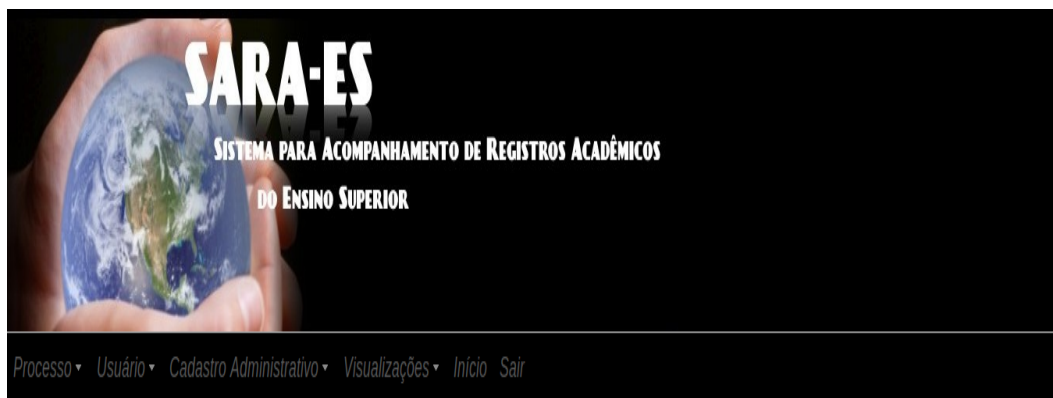 SARA-ES
Sistema para Acompanhamento de Registros Acadêmicos
do Ensino Superior
Processo Usuário Cadastro Administrativo Visualizações Início Sair